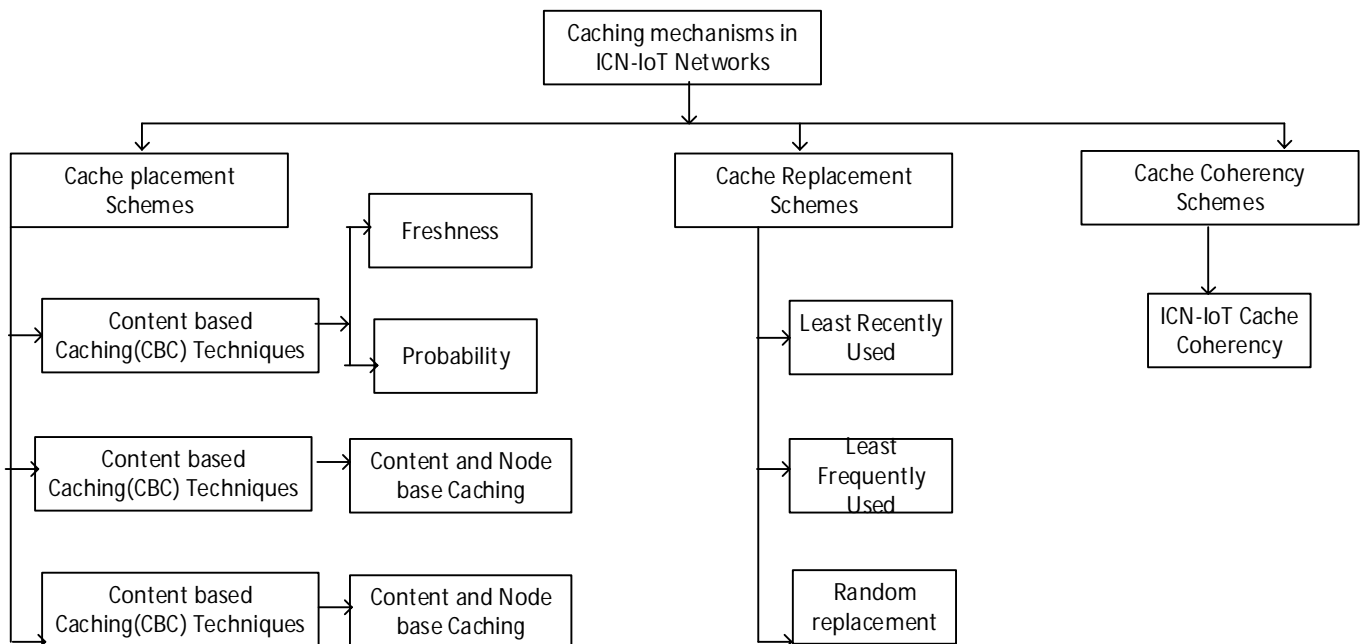 Caching mechanisms in
ICN-IoT Networks
Cache placement
Schemes
Cache Replacement
Schemes
Cache Coherency
Schemes
Freshness
Content based
Caching(CBC) Techniques
Probability
Least Recently
Used
ICN-IoT Cache
Coherency
Content based
Caching(CBC) Techniques
Content and Node
base Caching
Least
Frequently
Used
Content based
Caching(CBC) Techniques
Content and Node
base Caching
Random
replacement